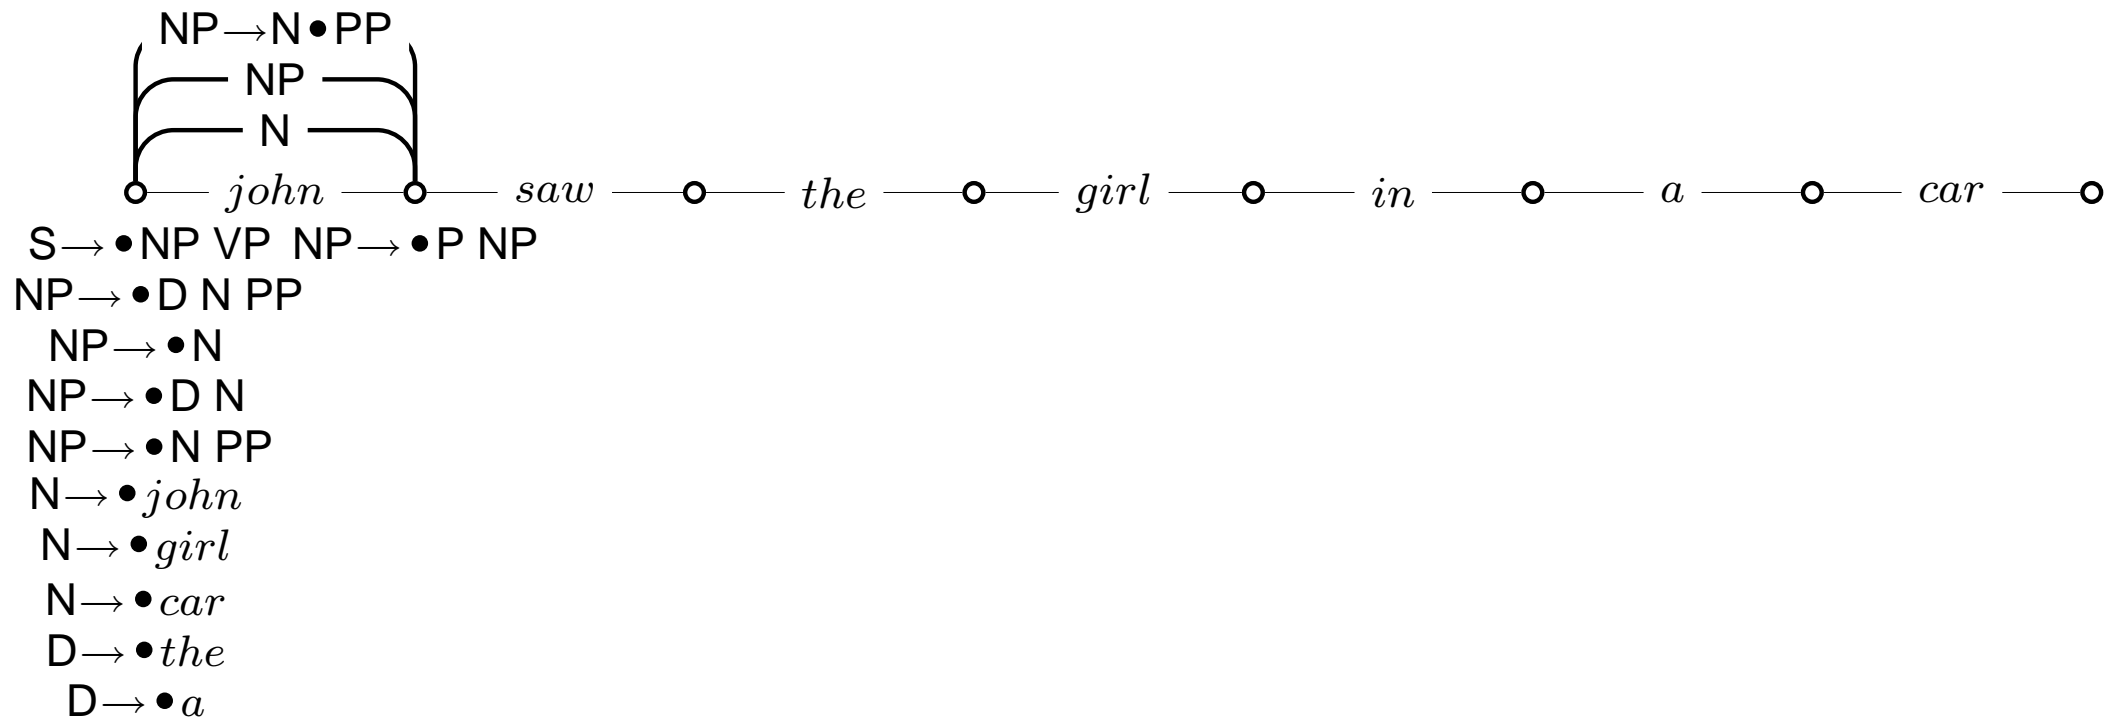 NP→N•PP
NP
N
john saw the girl in a car
S→•NP VP NP→•P NP
NP→•D N PP
NP→•N
NP→•D N
NP→•N PP
N→•john
N→•girl
N→•car
D→•the
D→•a